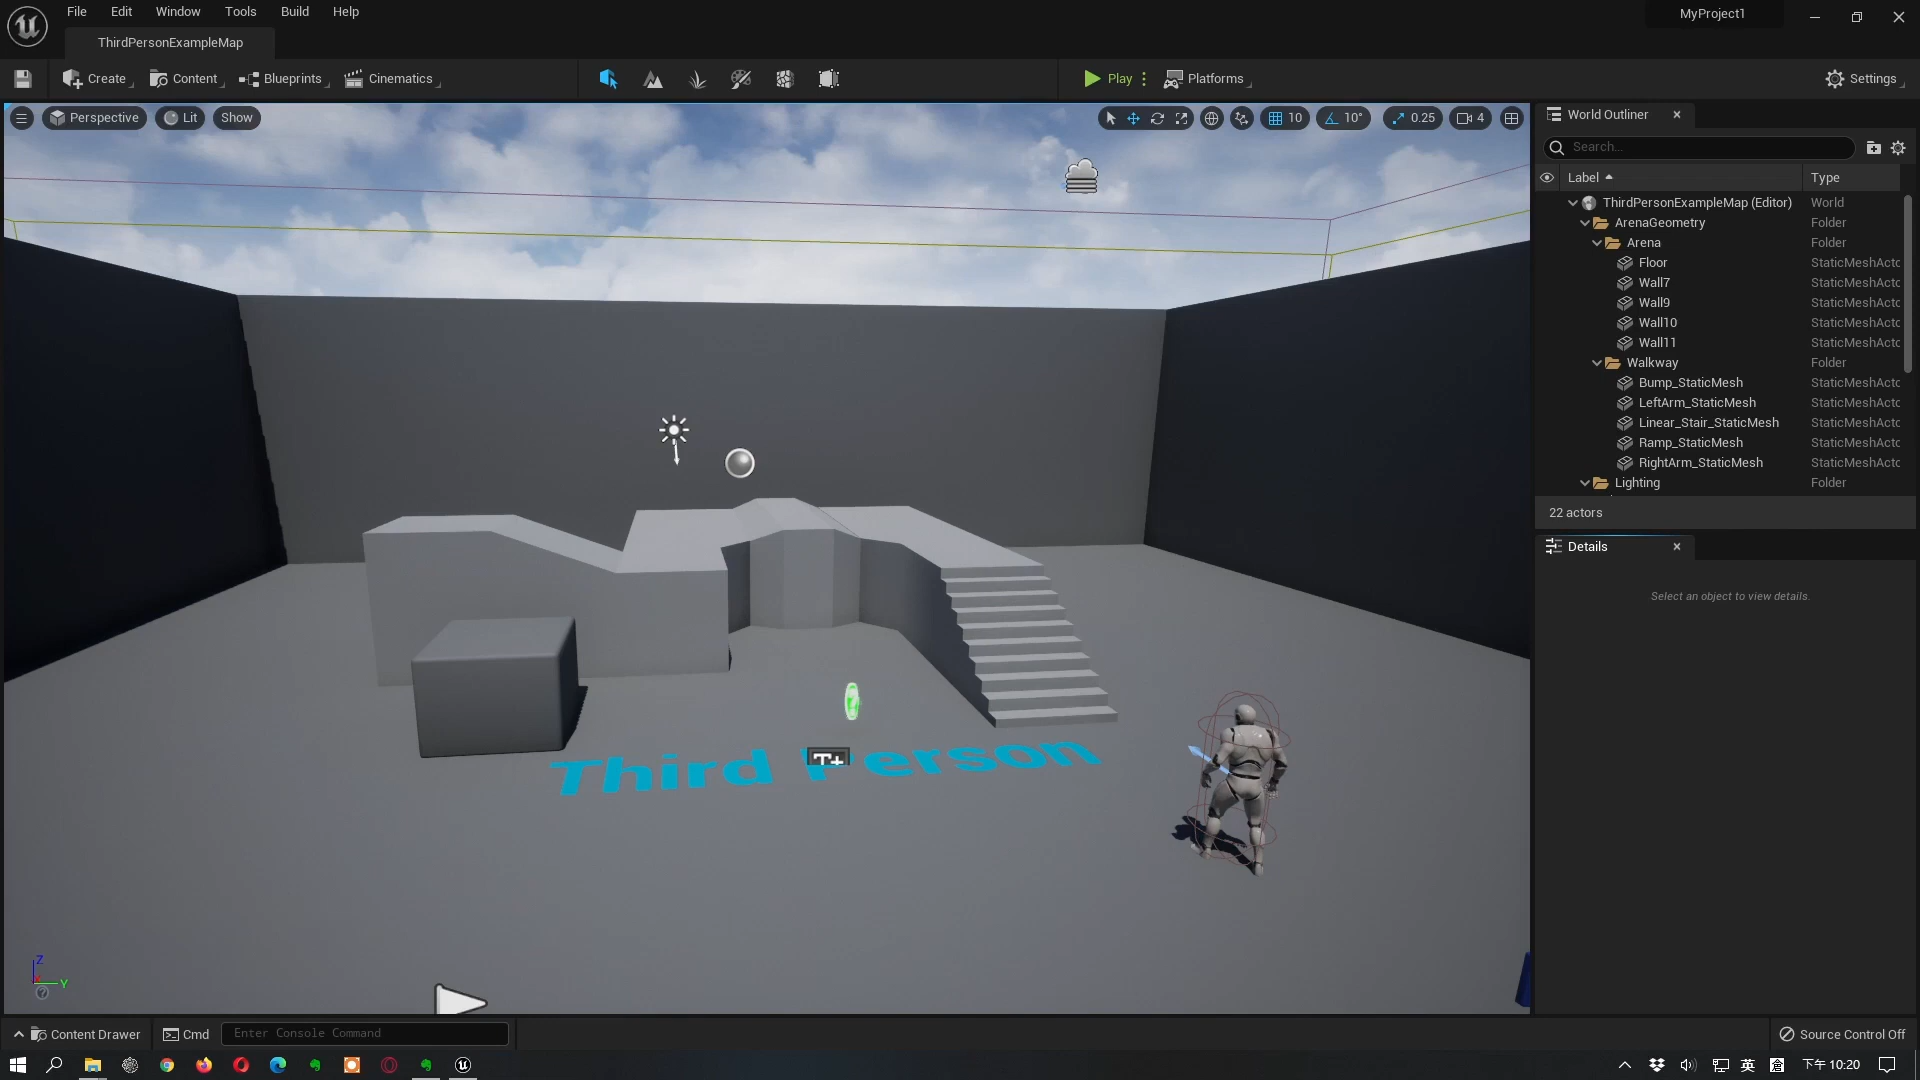 File Edit Window Tools Build Help
MyProject1
ThirdPersonExampleMap
Create Content Blueprints Cinematics
Play Platforms
Settings
Perspective Lit Show
10 10° 0.25 4
World Outliner
Search...
Label Type
ThirdPersonExampleMap (Editor) World
ArenaGeometry Folder
Arena Folder
Floor StaticMeshActo
Wall7 StaticMeshActo
Wall9 StaticMeshActo
Wall10 StaticMeshActo
Wall11 StaticMeshActo
Walkway Folder
Bump_StaticMesh StaticMeshActo
LeftArm_StaticMesh StaticMeshActo
Linear_Stair_StaticMesh StaticMeshActo
Ramp_StaticMesh StaticMeshActo
RightArm_StaticMesh StaticMeshActo
Lighting Folder
22 actors
Details
Select an object to view details.
Third Person
T+
Z
Y
Content Drawer Cmd Enter Console Command
Source Control Off
英 下午 10:20